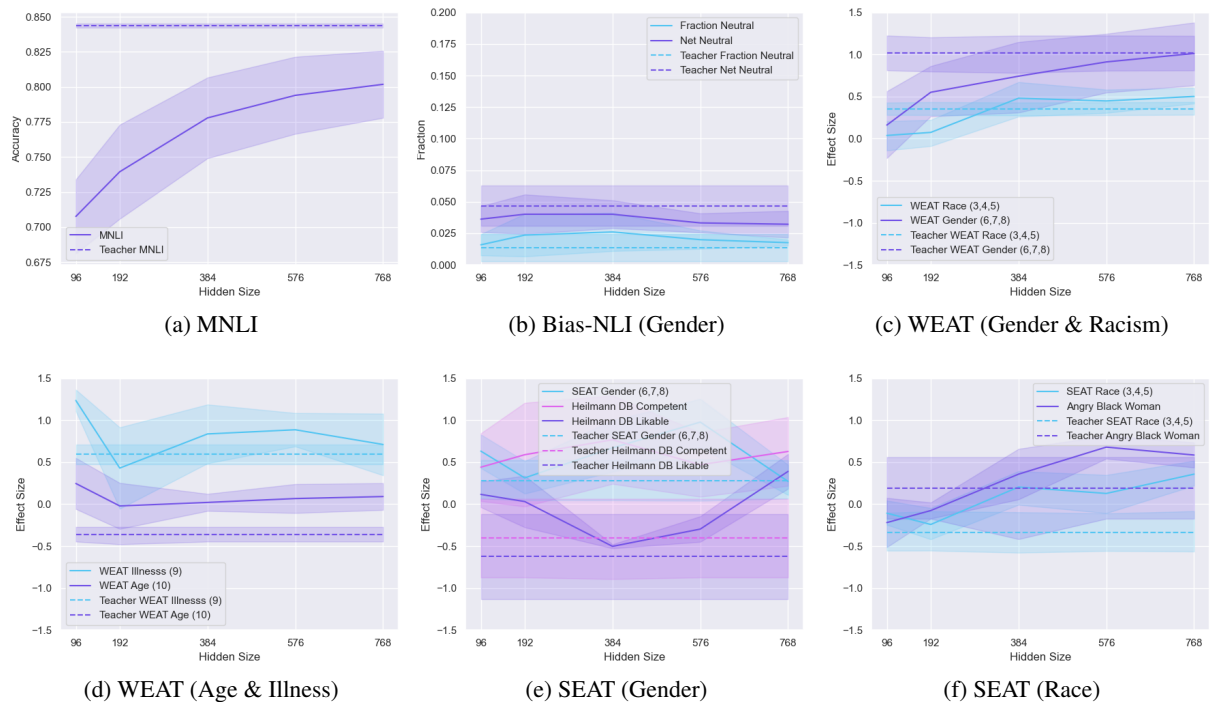 0.850
0.825
0.800
0.775
0.750
0.725
0.700
0.675
Accuracy
MNLI
Teacher MNLI
96 192 384 576 768
Hidden Size
(a) MNLI
0.200
0.175
0.150
0.125
0.100
0.075
0.050
0.025
0.000
Fraction
Fraction Neutral
Net Neutral
Teacher Fraction Neutral
Teacher Net Neutral
96 192 384 576 768
Hidden Size
(b) Bias-NLI (Gender)
1.5
1.0
0.5
0.0
−0.5
−1.0
−1.5
Effect Size
WEAT Race (3,4,5)
WEAT Gender (6,7,8)
Teacher WEAT Race (3,4,5)
Teacher WEAT Gender (6,7,8)
96 192 384 576 768
Hidden Size
(c) WEAT (Gender & Racism)
1.5
1.0
0.5
0.0
−0.5
−1.0
−1.5
Effect Size
WEAT Illnesss (9)
WEAT Age (10)
Teacher WEAT Illnesss (9)
Teacher WEAT Age (10)
96 192 384 576 768
Hidden Size
(d) WEAT (Age & Illness)
1.5
1.0
0.5
0.0
−0.5
−1.0
−1.5
Effect Size
SEAT Gender (6,7,8)
Heilmann DB Competent
Heilmann DB Likable
Teacher SEAT Gender (6,7,8)
Teacher Heilmann DB Competent
Teacher Heilmann DB Likable
96 192 384 576 768
Hidden Size
(e) SEAT (Gender)
1.5
1.0
0.5
0.0
−0.5
−1.0
−1.5
Effect Size
SEAT Race (3,4,5)
Angry Black Woman
Teacher SEAT Race (3,4,5)
Teacher Angry Black Woman
96 192 384 576 768
Hidden Size
(f) SEAT (Race)